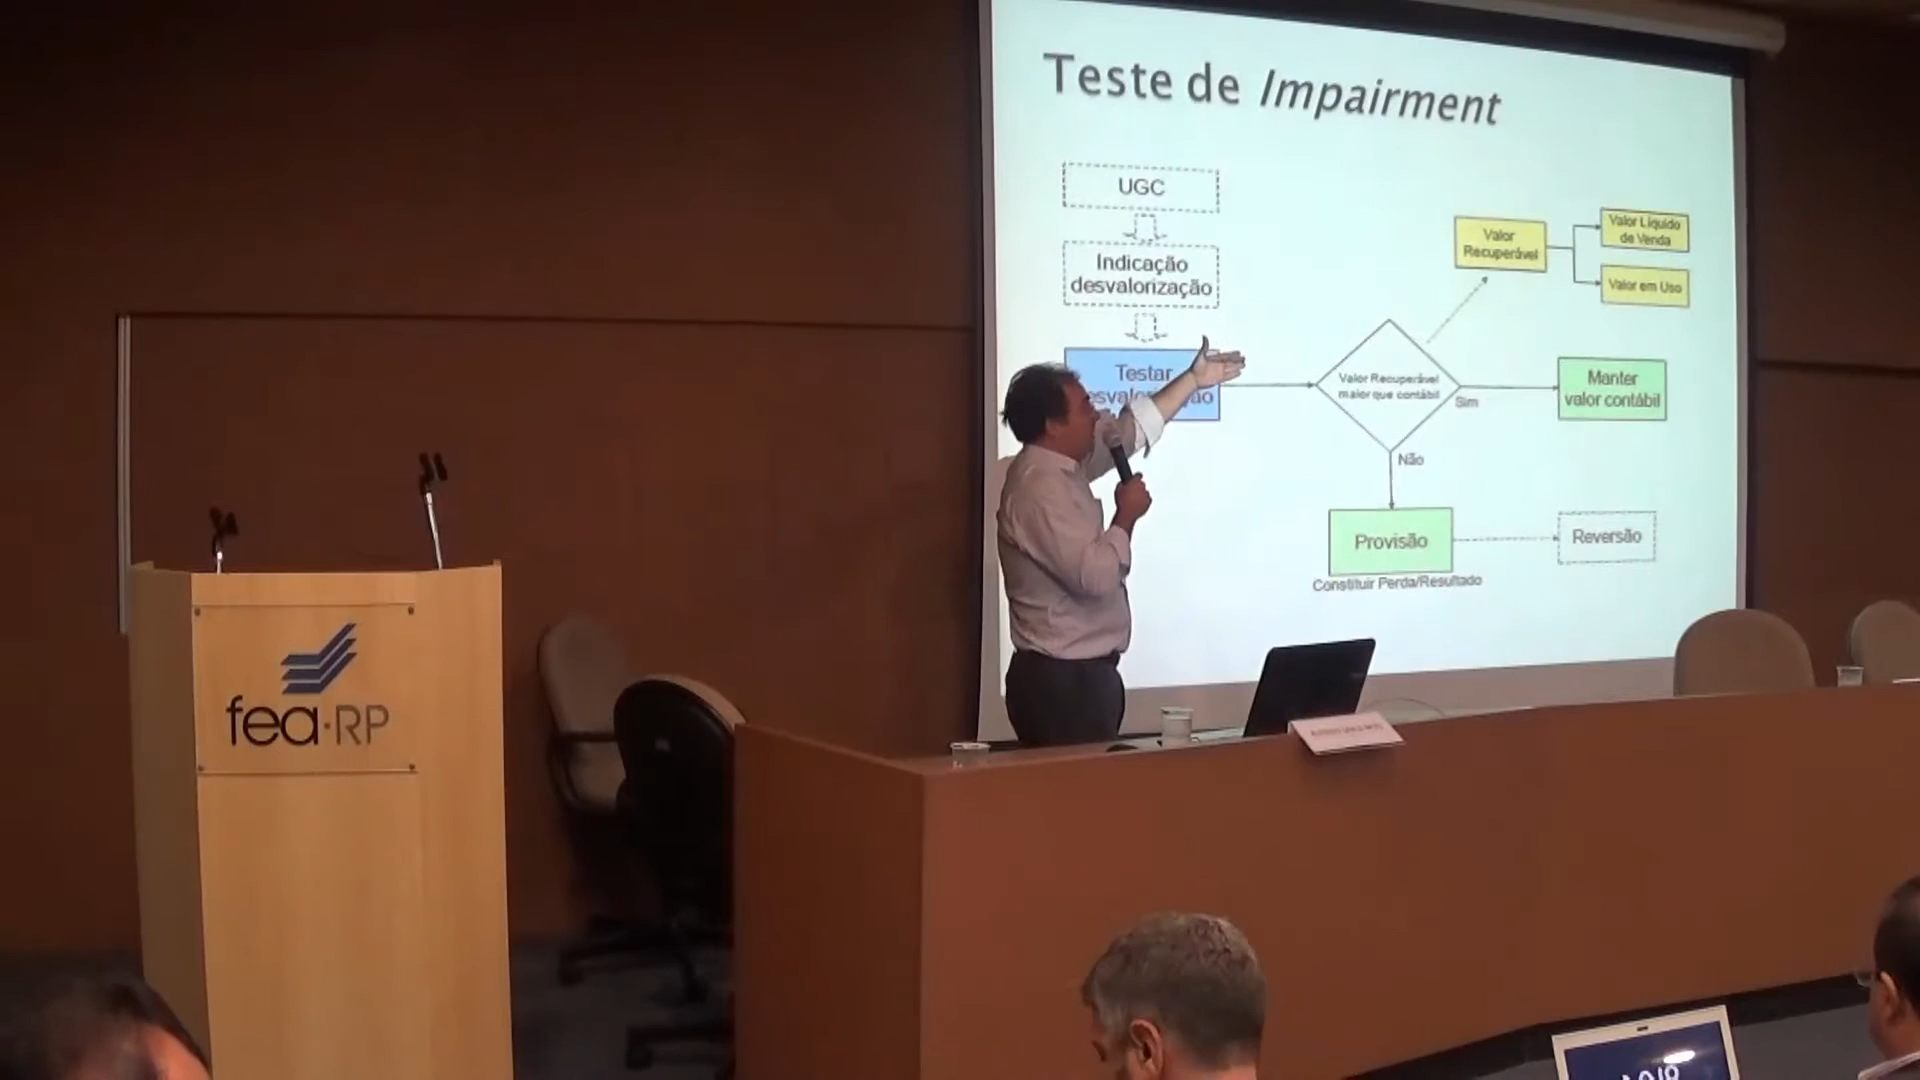 Teste de Impairment
UGC
Indicação
desvalorização
Testar
Valor Recuperável
maior que contábil
Sim
Não
Valor
Recuperável
Valor Líquido
de Venda
Valor em Uso
Manter
valor contábil
Provisão
Constituir Perda/Resultado
Reversão
fea-RP